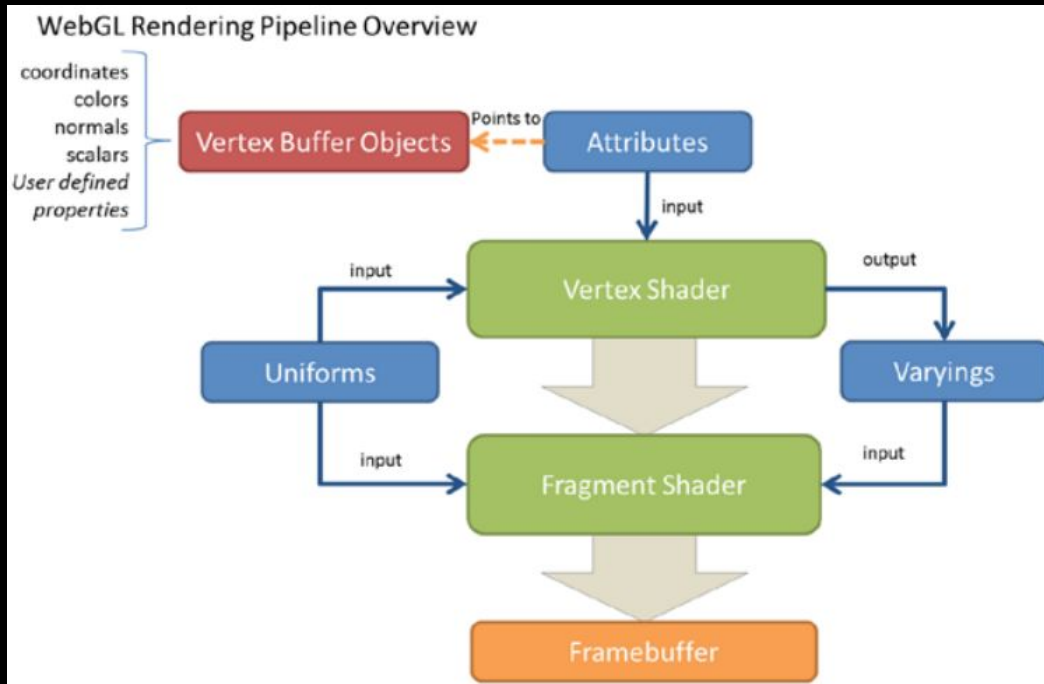 WebGL Rendering Pipeline Overview
coordinates
colors
normals
scalars
User defined
properties
Vertex Buffer Objects
Points to
Attributes
input
input
Vertex Shader
output
Uniforms
Varyings
input
Fragment Shader
input
Framebuffer